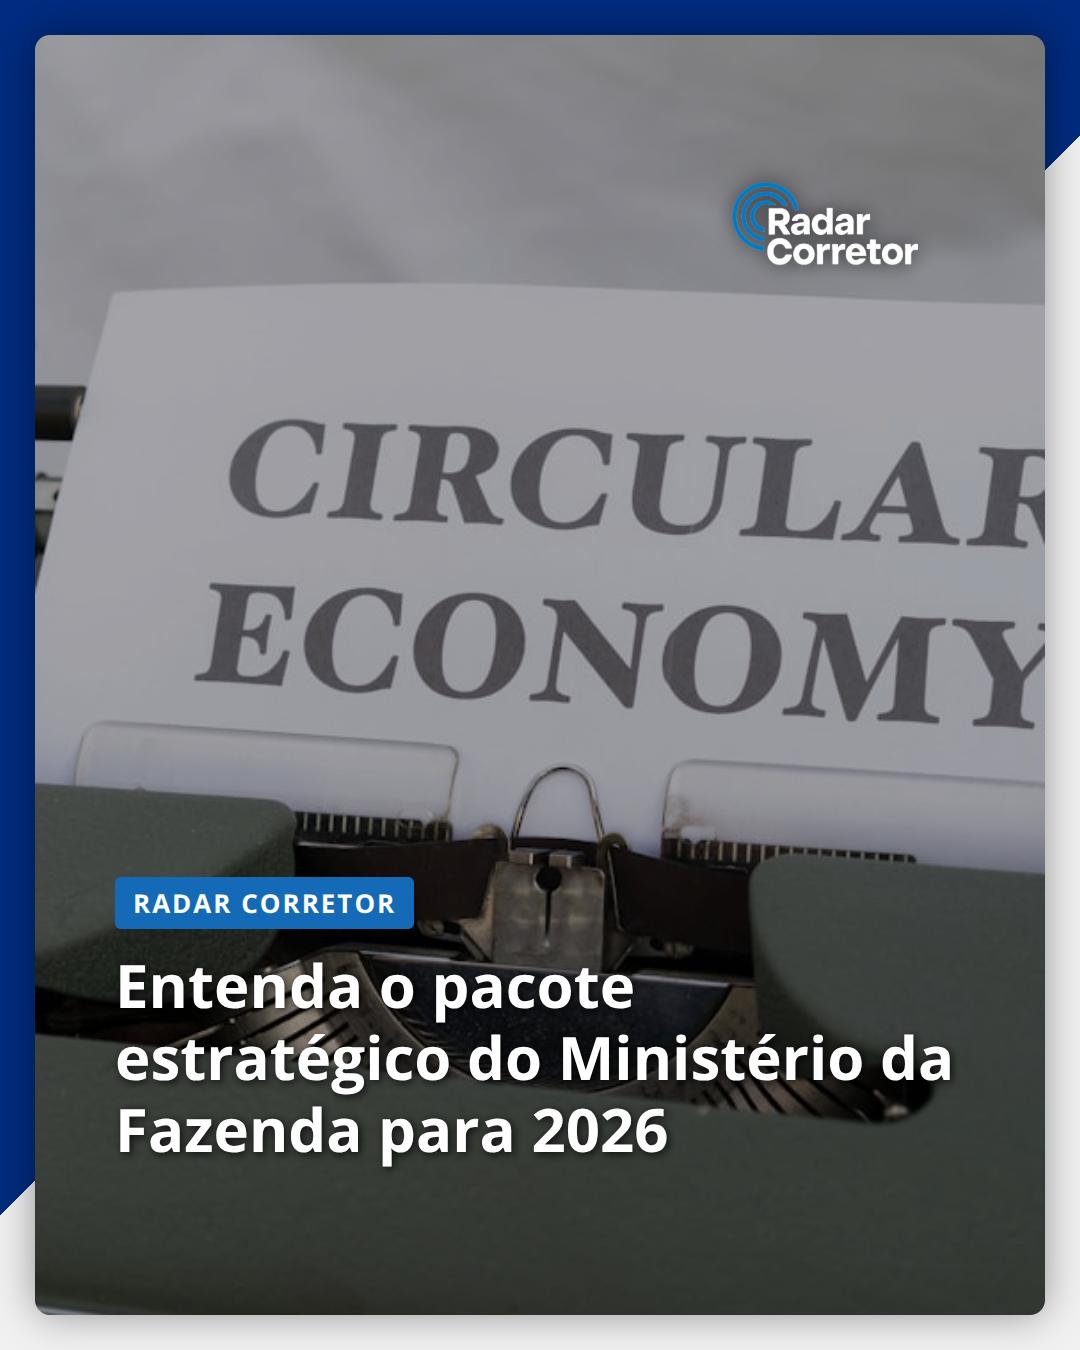 Radar
Corretor
CIRCULAR
ECONOMY
RADAR CORRETOR
Entenda o pacote
estratégico do Ministério da
Fazenda para 2026